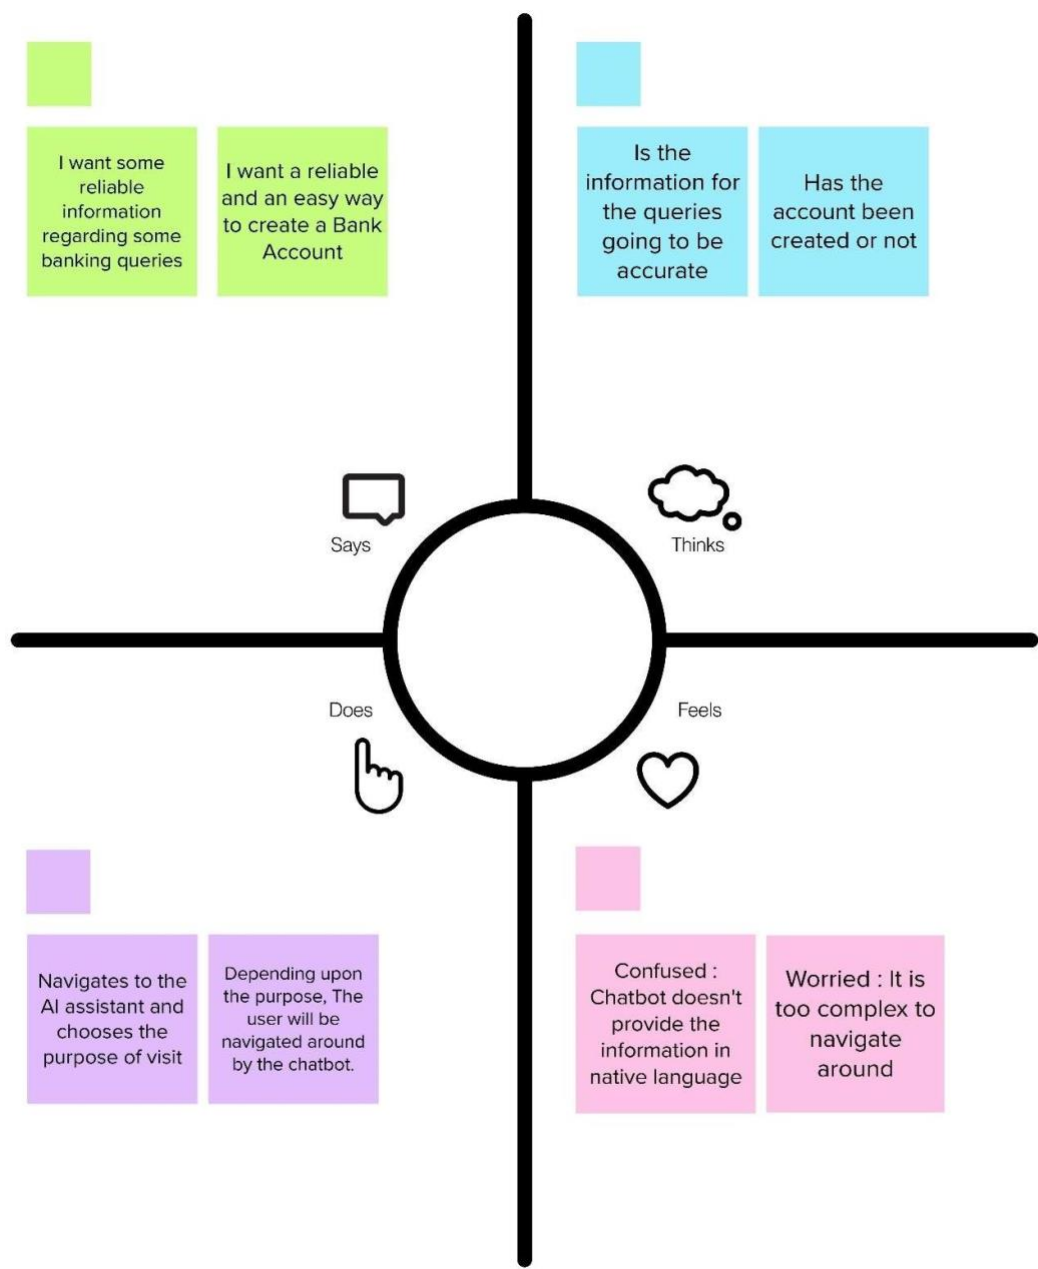 I want some
reliable
information
regarding some
banking queries
I want a reliable
and an easy way
to create a Bank
Account
Is the
information for
the queries
going to be
accurate
Has the
account been
created or not
Says
Thinks
Does
Feels
Navigates to the
AI assistant and
chooses the
purpose of visit
Depending upon
the purpose, The
user will be
navigated around
by the chatbot.
Confused :
Chatbot doesn't
provide the
information in
native language
Worried : It is
too complex to
navigate
around